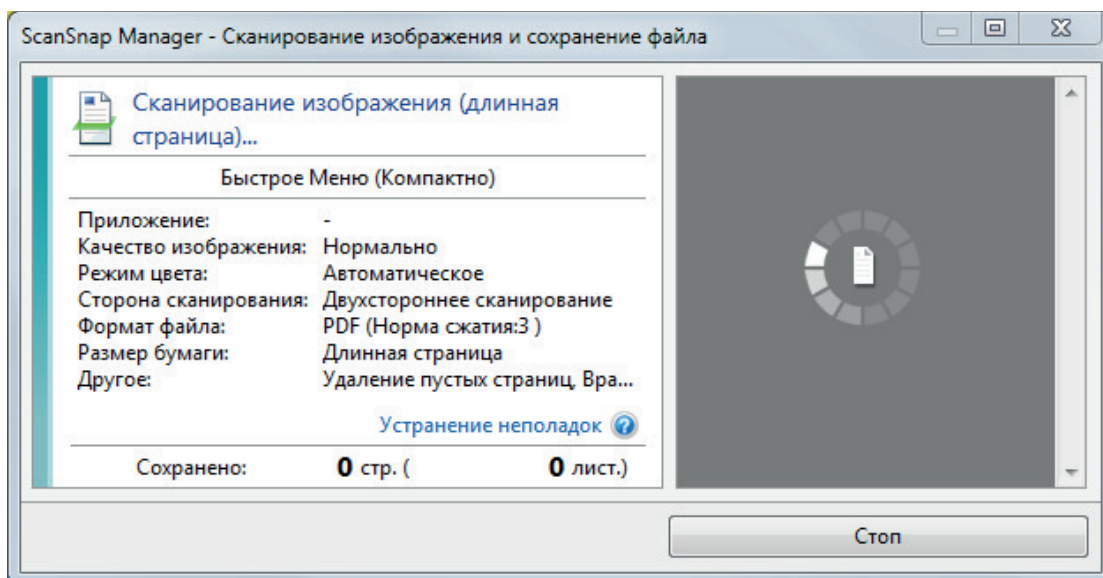 ScanSnap Manager - Сканирование изображения и сохранение файла
Сканирование изображения (длинная
страница)...
Быстрое Меню (Компактно)
Приложение: -
Качество изображения: Нормально
Режим цвета: Автоматическое
Сторона сканирования: Двухстороннее сканирование
Формат файла: PDF (Норма сжатия:3 )
Размер бумаги: Длинная страница
Другое: Удаление пустых страниц, Вра...
Устранение неполадок
Сохранено: 0 стр. ( 0 лист.)
Стоп